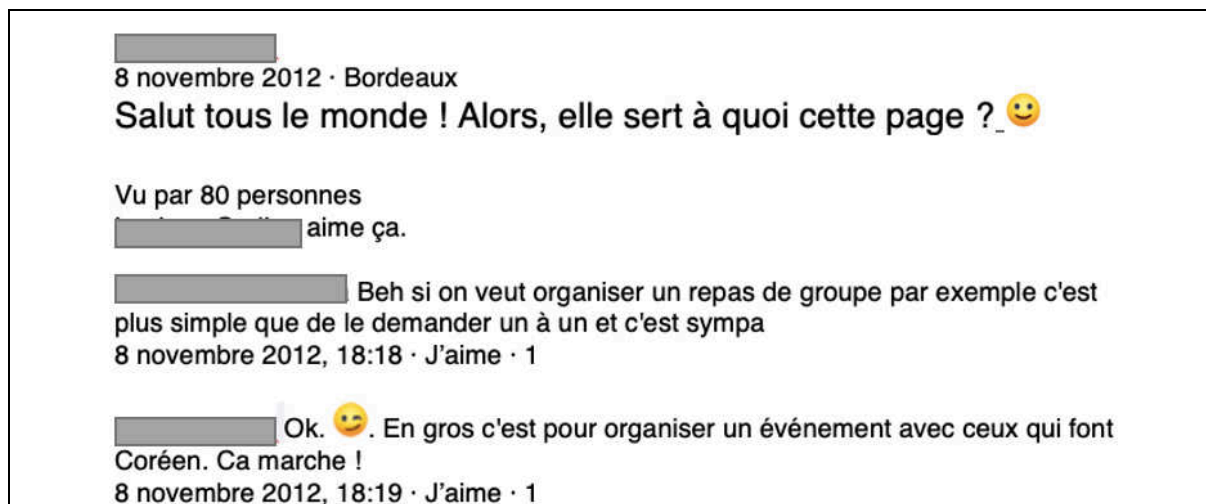 8 novembre 2012 · Bordeaux
Salut tous le monde ! Alors, elle sert à quoi cette page ? 🙂
Vu par 80 personnes
aime ça.
Beh si on veut organiser un repas de groupe par exemple c'est
plus simple que de le demander un à un et c'est sympa
8 novembre 2012, 18:18 · J'aime · 1
Ok. 😉. En gros c'est pour organiser un événement avec ceux qui font
Coréen. Ca marche !
8 novembre 2012, 18:19 · J'aime · 1